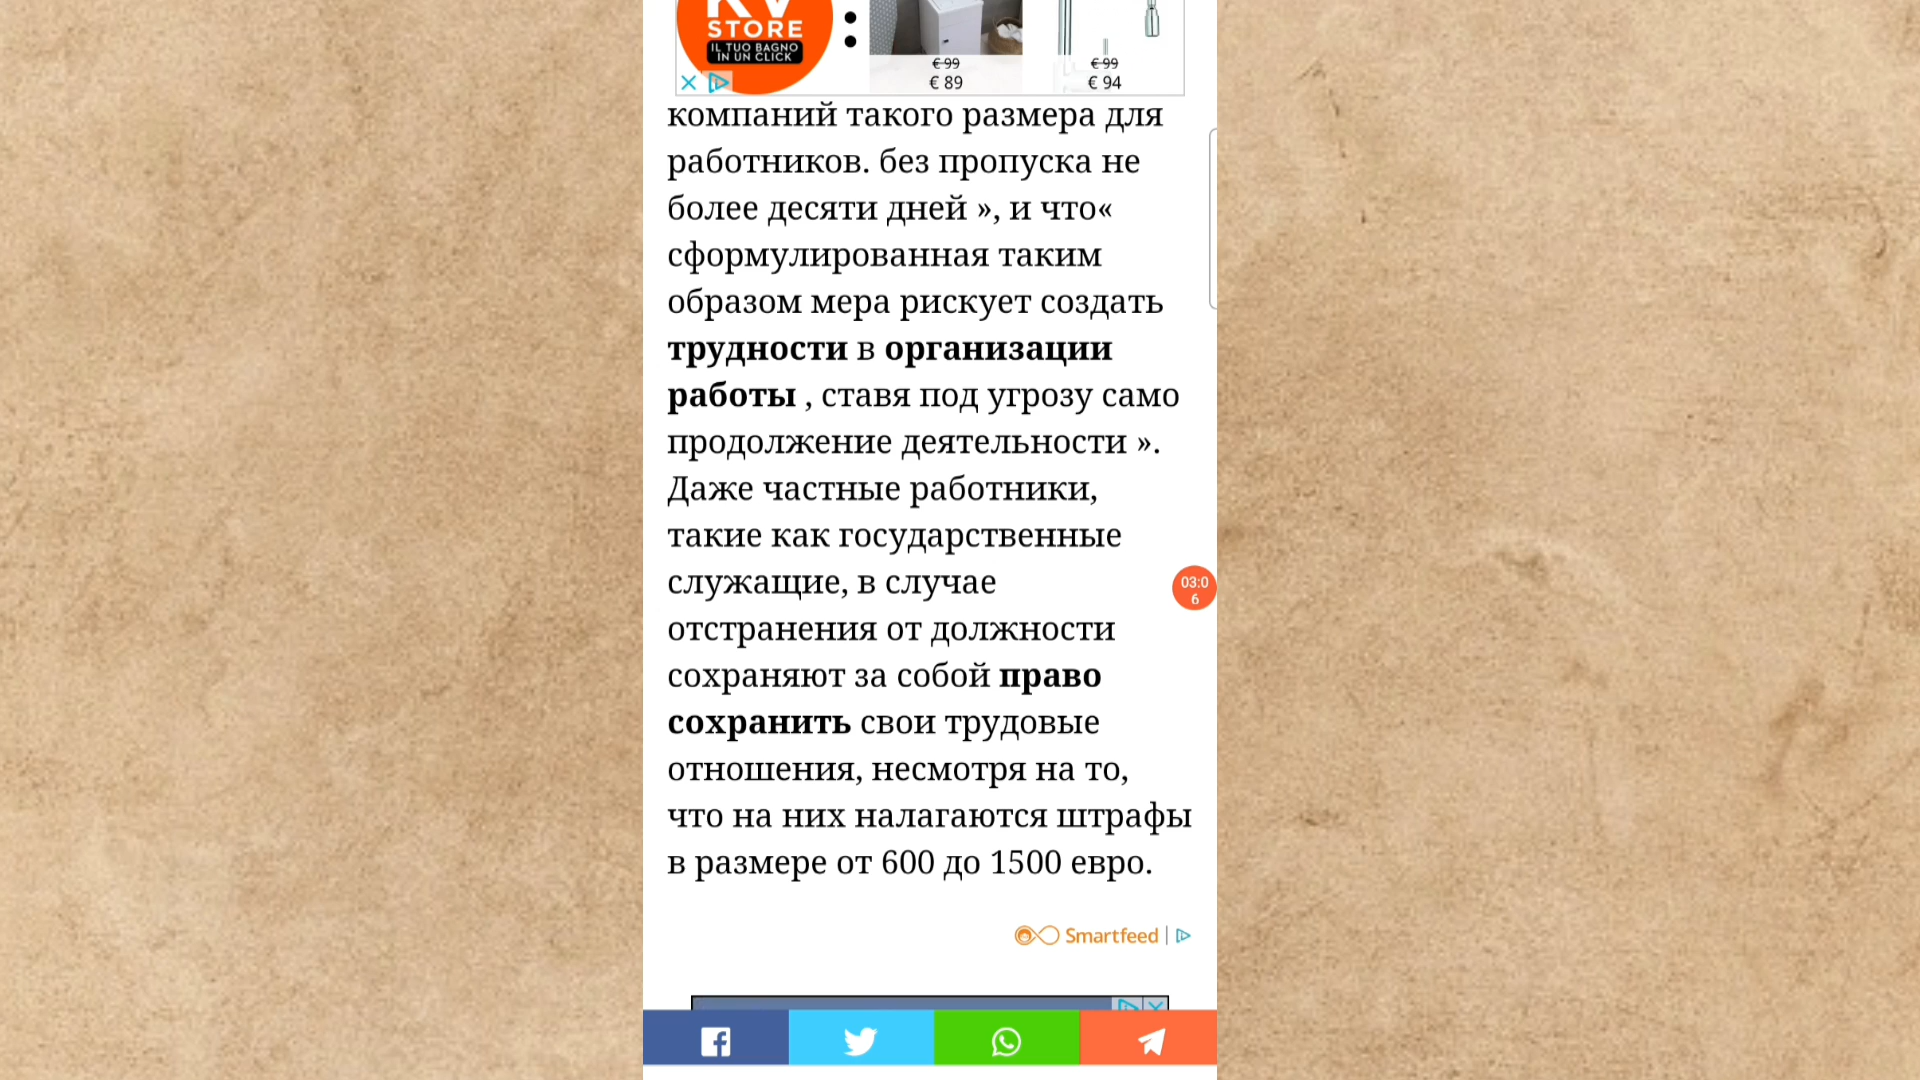 STORE
IL TUO BAGNO
IN UN CLICK
€ 99
€ 89
€ 99
€ 94
компаний такого размера для
работников. без пропуска не
более десяти дней », и что«
сформулированная таким
образом мера рискует создать
трудности в организации
работы , ставя под угрозу само
продолжение деятельности ».
Даже частные работники,
такие как государственные
служащие, в случае
отстранения от должности
сохраняют за собой право
сохранить свои трудовые
отношения, несмотря на то,
что на них налагаются штрафы
в размере от 600 до 1500 евро.
03:0
6
Smartfeed